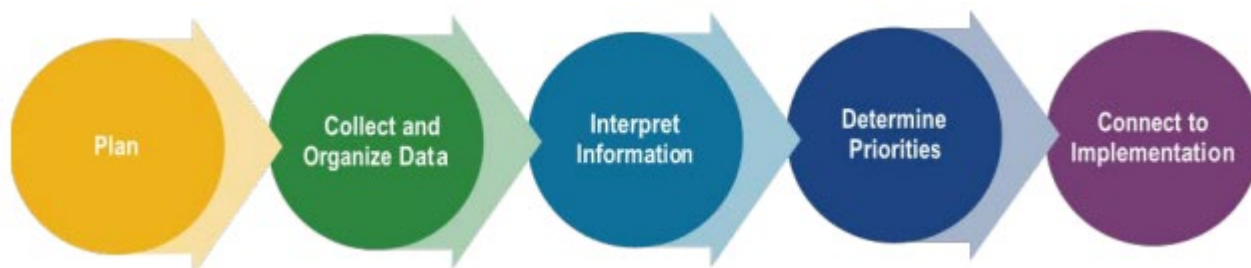 Plan
Collect and
Organize Data
Interpret
Information
Determine
Priorities
Connect to
Implementation